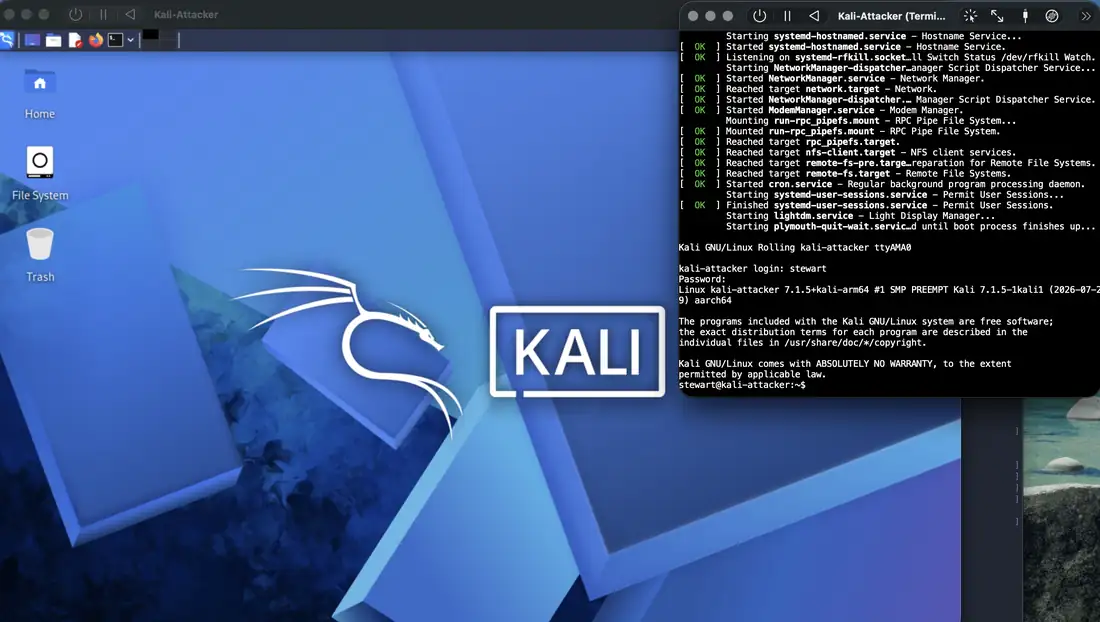 Kali-Attacker
Home
File System
Trash
KALI
Kali-Attacker (Termi...
Starting systemd-hostnamed.service – Hostname Service...
[ OK ] Started systemd-hostnamed.service – Hostname Service.
[ OK ] Listening on systemd-rfkill.socket…ll Switch Status /dev/rfkill Watch.
Starting NetworkManager-dispatcher…anager Script Dispatcher Service...
[ OK ] Started NetworkManager.service – Network Manager.
[ OK ] Reached target network.target – Network.
[ OK ] Started NetworkManager-dispatcher.… Manager Script Dispatcher Service.
[ OK ] Started ModemManager.service – Modem Manager.
Mounting run-rpc_pipefs.mount – RPC Pipe File System...
[ OK ] Mounted run-rpc_pipefs.mount – RPC Pipe File System.
[ OK ] Reached target rpc_pipefs.target.
[ OK ] Reached target nfs-client.target – NFS client services.
[ OK ] Reached target remote-fs-pre.targe…reparation for Remote File Systems.
[ OK ] Reached target remote-fs.target – Remote File Systems.
[ OK ] Started cron.service – Regular background program processing daemon.
Starting systemd-user-sessions.service – Permit User Sessions...
[ OK ] Finished systemd-user-sessions.service – Permit User Sessions.
Starting lightdm.service – Light Display Manager...
Starting plymouth-quit-wait.servic…d until boot process finishes up...
Kali GNU/Linux Rolling kali-attacker ttyAMA0
kali-attacker login: stewart
Password:
Linux kali-attacker 7.1.5+kali-arm64 #1 SMP PREEMPT Kali 7.1.5-1kali1 (2026-07-2
9) aarch64
The programs included with the Kali GNU/Linux system are free software;
the exact distribution terms for each program are described in the
individual files in /usr/share/doc/*/copyright.
Kali GNU/Linux comes with ABSOLUTELY NO WARRANTY, to the extent
permitted by applicable law.
stewart@kali-attacker:~$